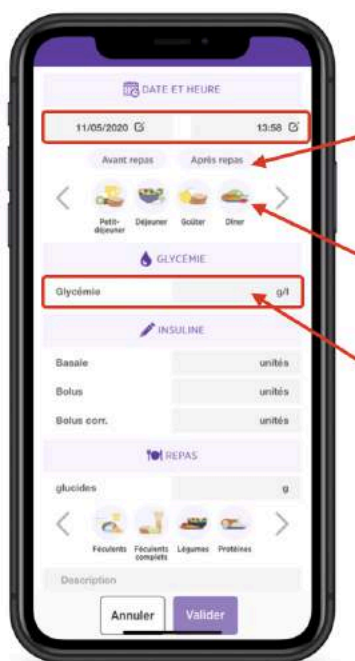 DATE ET HEURE
11/05/2020 13:58
Avant repas Après repas
Petit-déjeuner Déjeuner Goûter Dîner
GLYCÉMIE
Glycémie g/l
INSULINE
Basale unités
Bolus unités
Bolus corr. unités
REPAS
glucides g
Féculents Féculents complets Légumes Protéines
Description
Annuler Valider